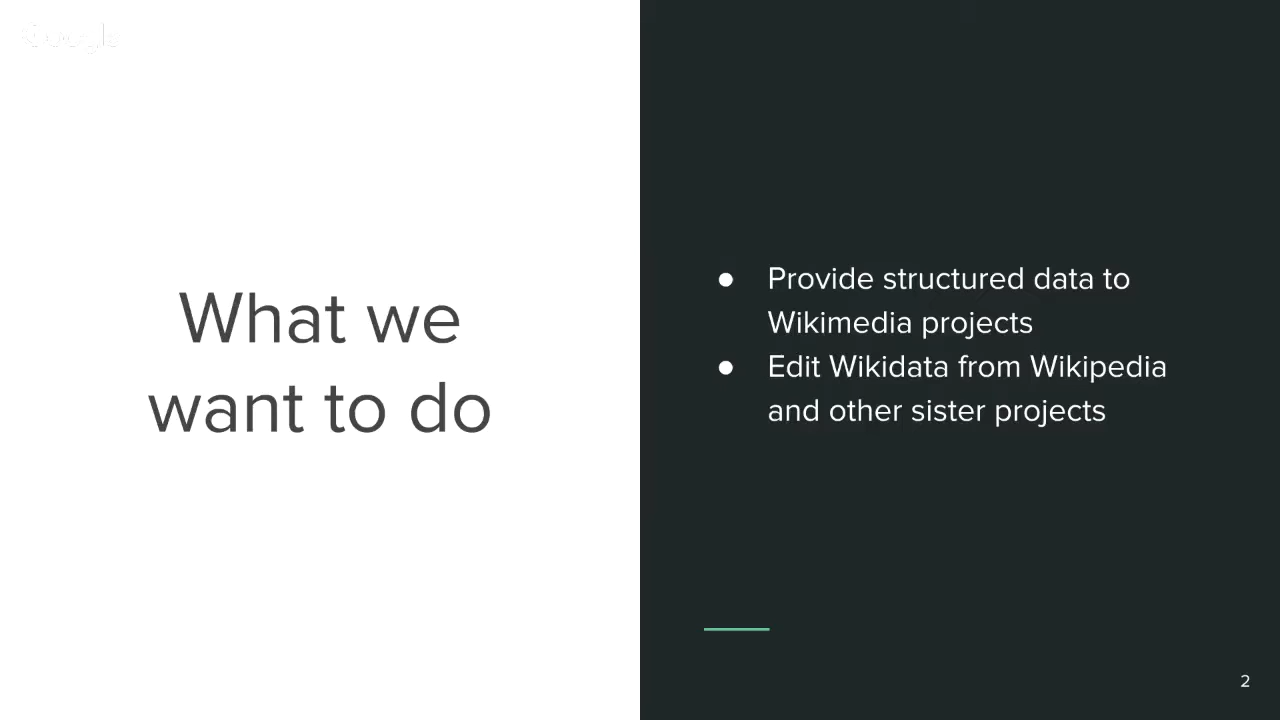 Google
What we
want to do
● Provide structured data to
Wikimedia projects
● Edit Wikidata from Wikipedia
and other sister projects
2